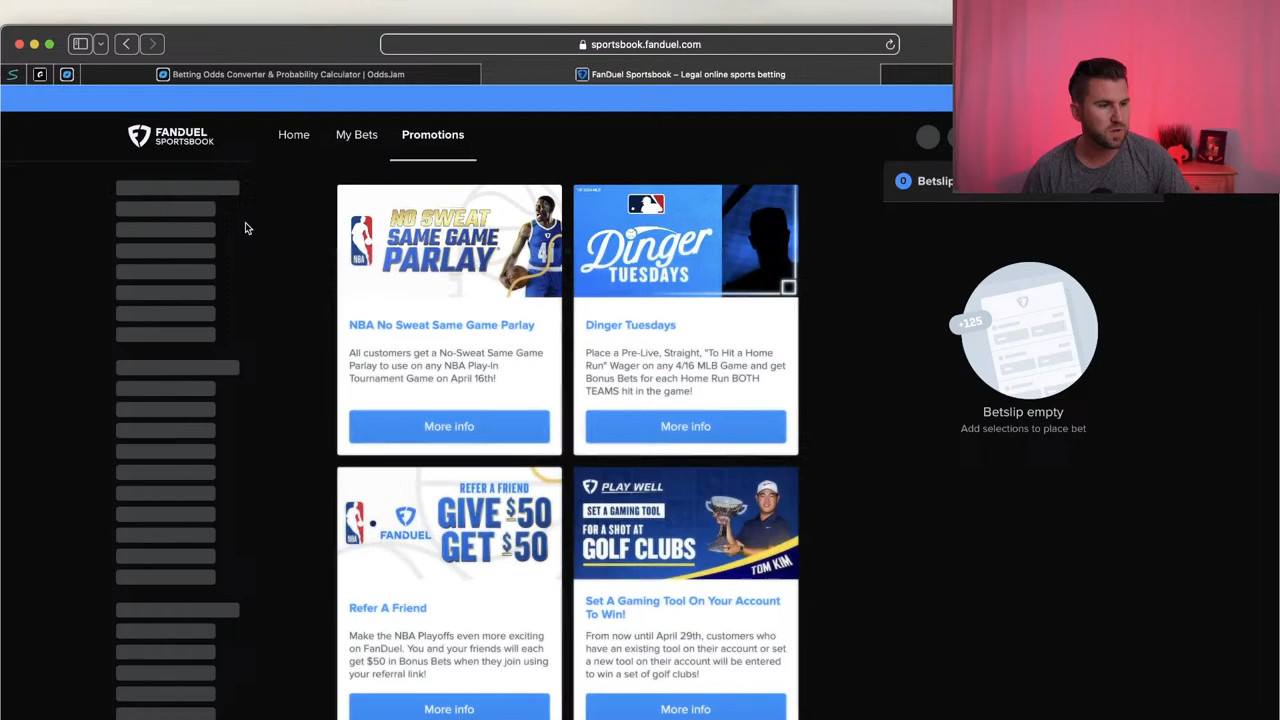 sportsbook.fanduel.com
Betting Odds Converter & Probability Calculator | OddsJam
FanDuel Sportsbook – Legal online sports betting
FANDUEL
SPORTSBOOK
Home
My Bets
Promotions
0
Betslip
NBA
NO SWEAT
SAME GAME
PARLAY
NBA No Sweat Same Game Parlay
All customers get a No-Sweat Same Game
Parlay to use on any NBA Play-In
Tournament Game on April 16th!
More info
Dinger
TUESDAYS
Dinger Tuesdays
Place a Pre-Live, Straight, "To Hit a Home
Run" Wager on any 4/16 MLB Game and get
Bonus Bets for each Home Run BOTH
TEAMS hit in the game!
More info
+125
Betslip empty
Add selections to place bet
NBA
FANDUEL
REFER A FRIEND
GIVE $50
GET $50
Refer A Friend
Make the NBA Playoffs even more exciting
on FanDuel. You and your friends will each
get $50 in Bonus Bets when they join using
your referral link!
More info
PLAY WELL
SET A GAMING TOOL
FOR A SHOT AT
GOLF CLUBS
TOM KIM
Set A Gaming Tool On Your Account
To Win!
From now until April 29th, customers who
have an existing tool on their account or set
a new tool on their account will be entered
to win a set of golf clubs!
More info